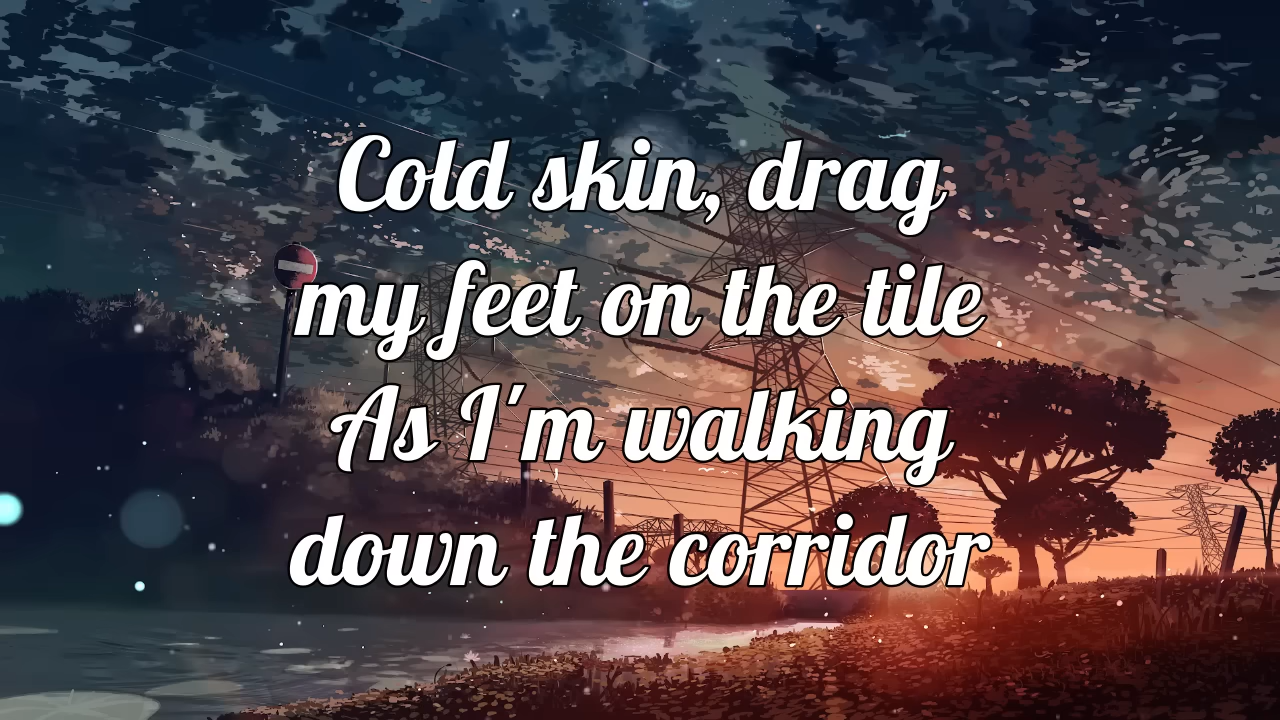 Cold skin, drag
my feet on the tile
As I'm walking
down the corridor